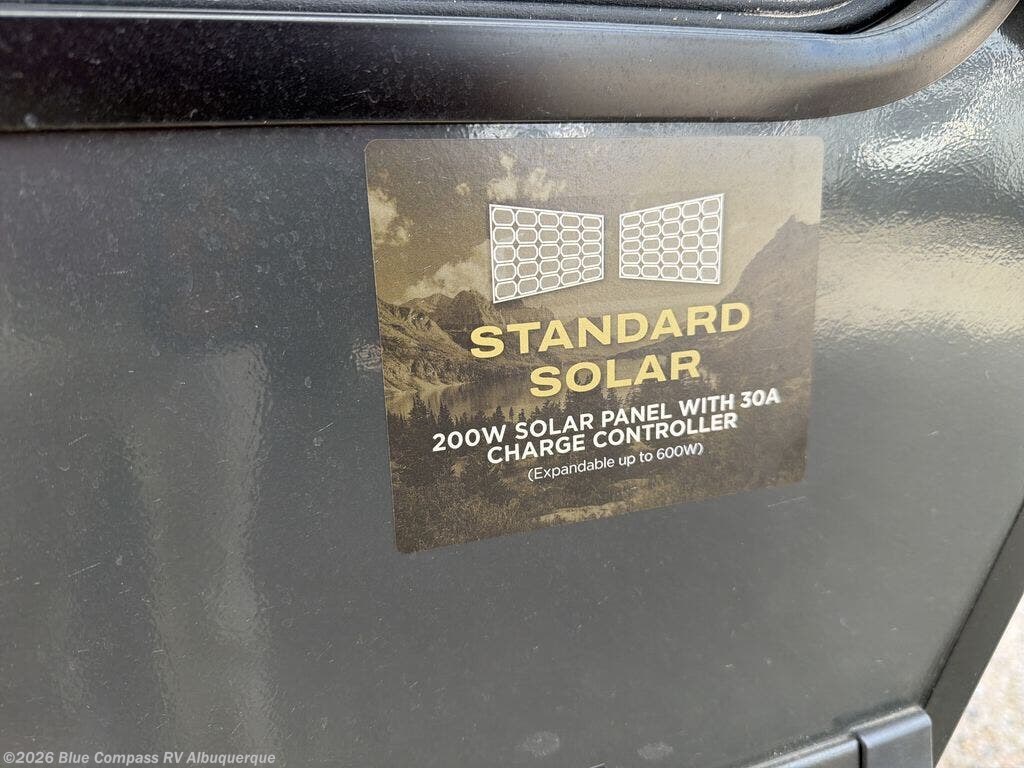 STANDARD
SOLAR
200W SOLAR PANEL WITH 30A
CHARGE CONTROLLER
(Expandable up to 600W)
©2026 Blue Compass RV Albuquerque